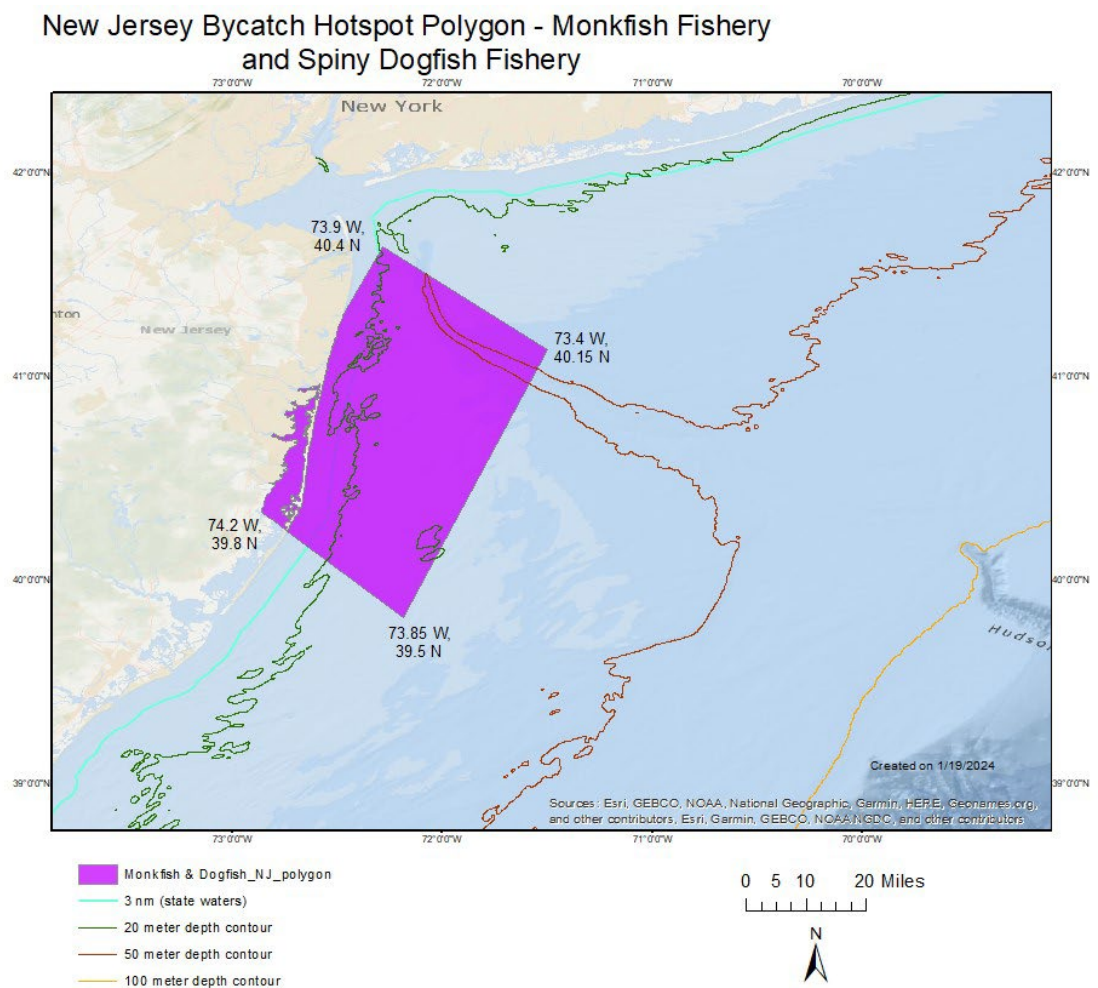 New Jersey Bycatch Hotspot Polygon - Monkfish Fishery
and Spiny Dogfish Fishery
73°0'0"W
72°0'0"W
71°0'0"W
70°0'0"W
New York
42°0'0"N
42°0'0"N
73.9 W,
40.4 N
nton
New Jersey
73.4 W,
40.15 N
41°0'0"N
41°0'0"N
74.2 W,
39.8 N
40°0'0"N
40°0'0"N
73.85 W,
39.5 N
Hudson
39°0'0"N
39°0'0"N
Created on 1/19/2024
Sources: Esri, GEBCO, NOAA, National Geographic, Garmin, HERE, Geonames.org,
and other contributors, Esri, Garmin, GEBCO, NOAA NGDC, and other contributors
73°0'0"W
72°0'0"W
71°0'0"W
70°0'0"W
Monkfish & Dogfish_NJ_polygon
3 nm (state waters)
20 meter depth contour
50 meter depth contour
100 meter depth contour
0 5 10 20 Miles
N